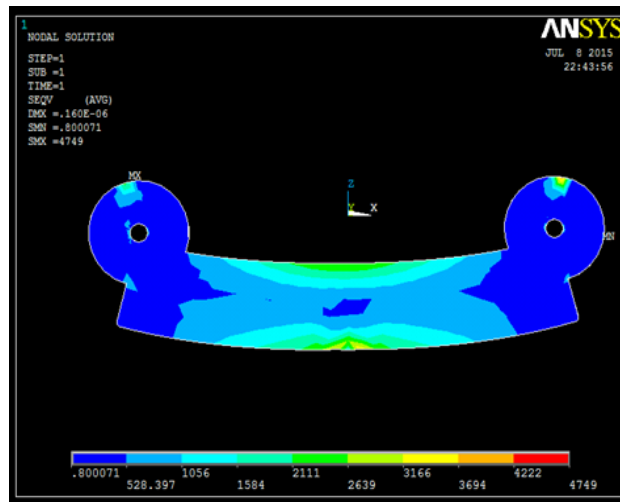 1
NODAL SOLUTION
STEP=1
SUB =1
TIME=1
SEQV (AVG)
DMX =.160E-06
SMN =.800071
SMX =4749
ANSYS
JUL 8 2015
22:43:56
MX
Z
Y X
MN
.800071 1056 2111 3166 4222
528.397 1584 2639 3694 4749